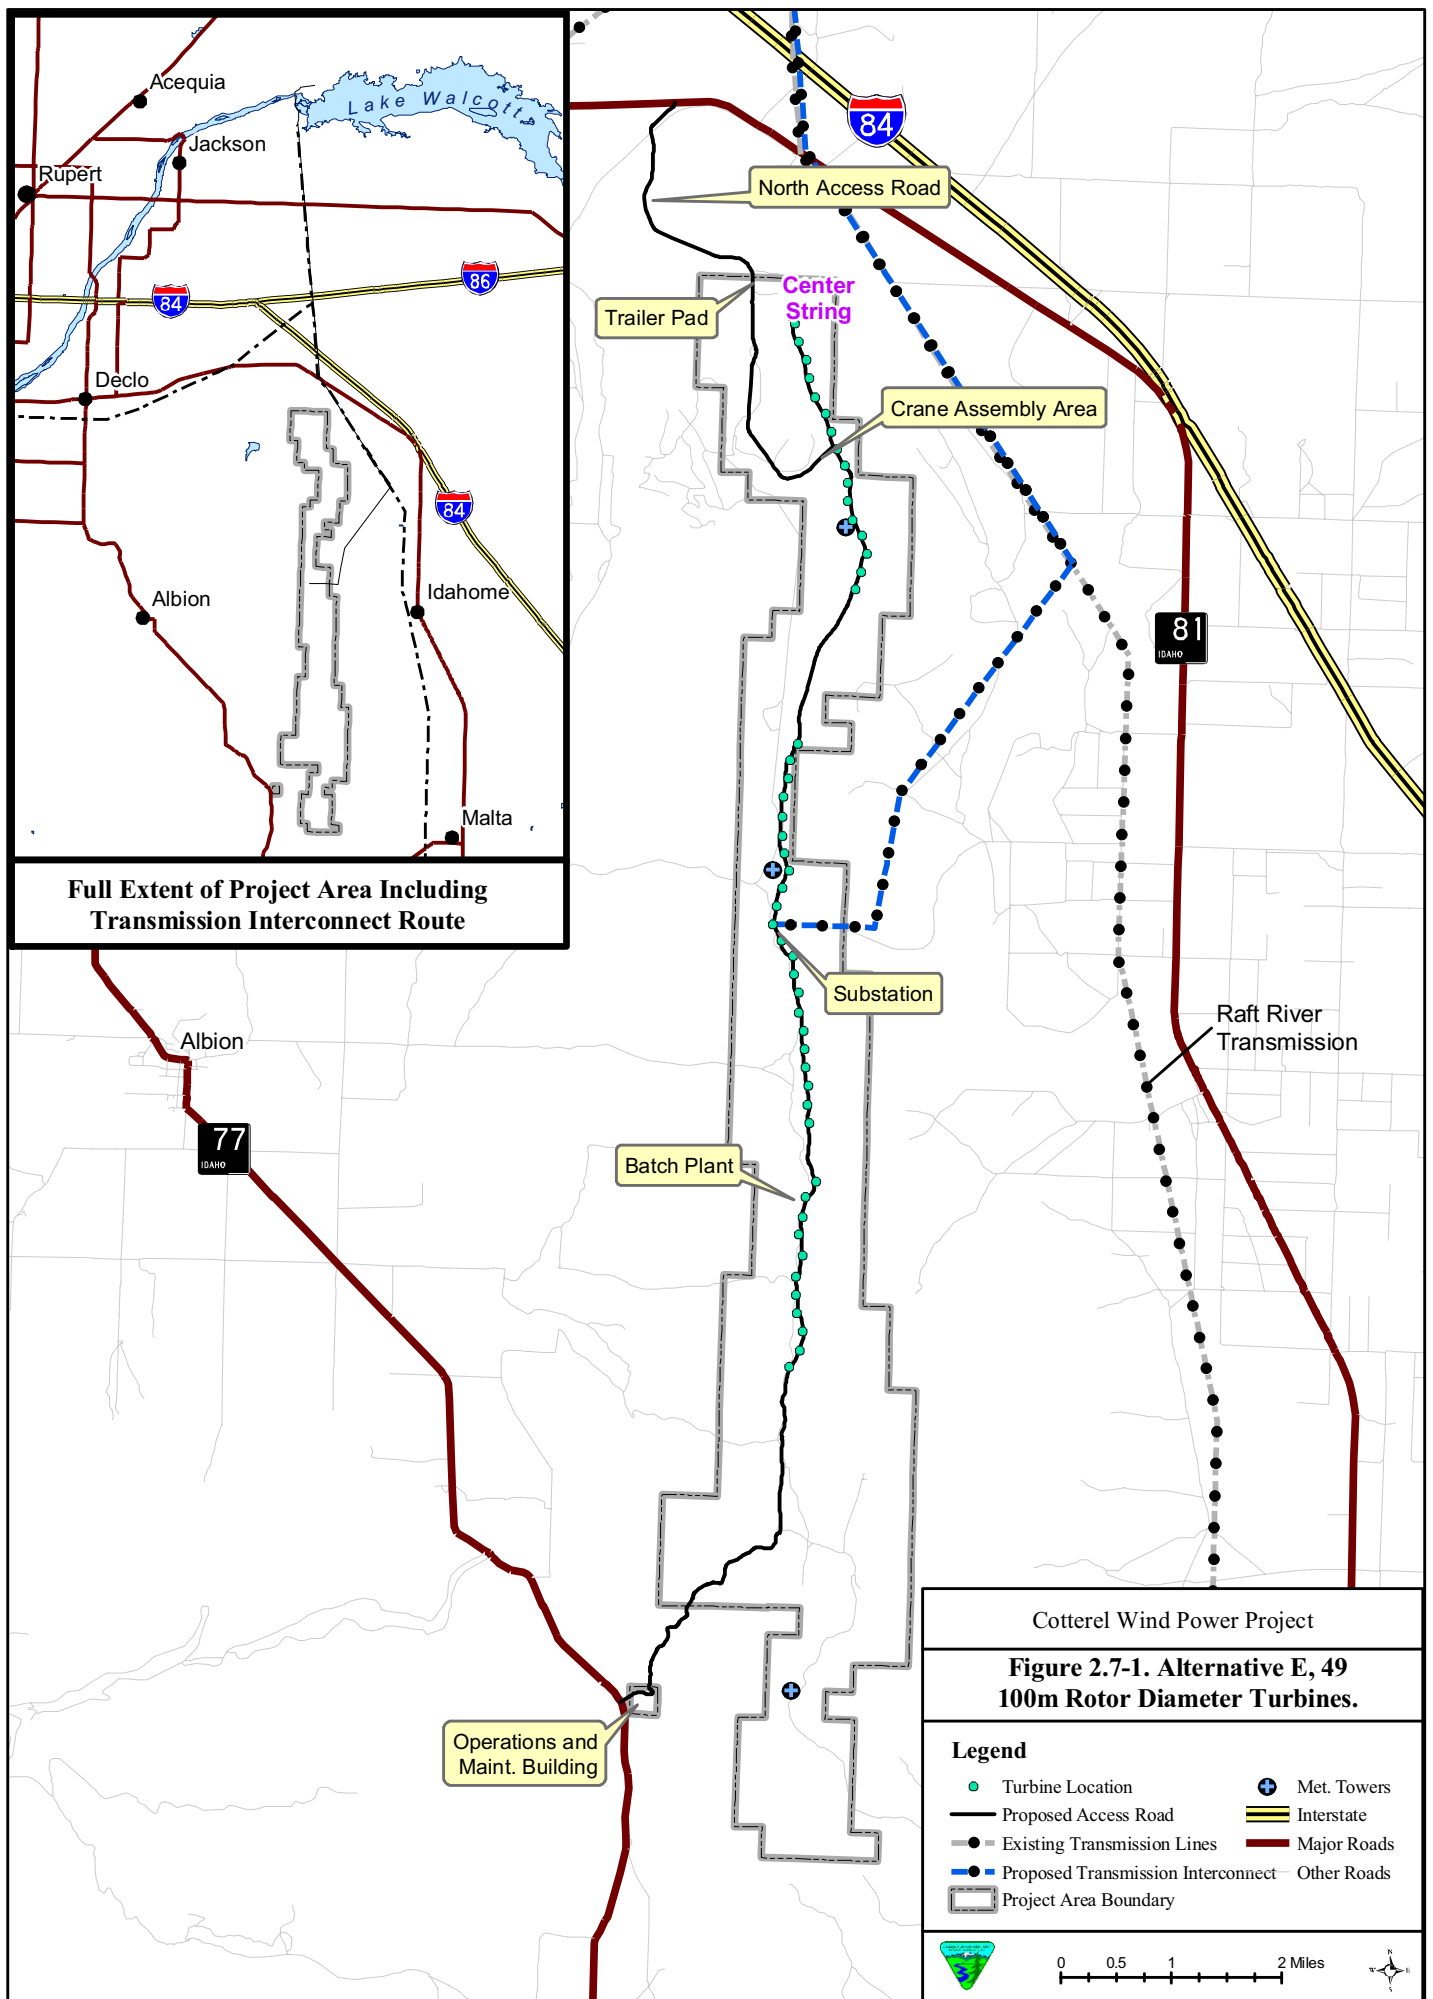 Acequia
Lake Walcott
Jackson
Rupert
86
84
Declo
84
Albion
Idahome
Malta
Full Extent of Project Area Including
Transmission Interconnect Route
84
North Access Road
Center
String
Trailer Pad
Crane Assembly Area
81
IDAHO
Substation
Raft River
Transmission
Albion
77
IDAHO
Batch Plant
Operations and
Maint. Building
Cotterel Wind Power Project
Figure 2.7-1. Alternative E, 49
100m Rotor Diameter Turbines.
Legend
Turbine Location
Met. Towers
Proposed Access Road
Interstate
Existing Transmission Lines
Major Roads
Proposed Transmission Interconnect
Other Roads
Project Area Boundary
0 0.5 1 2 Miles
N
W E
S